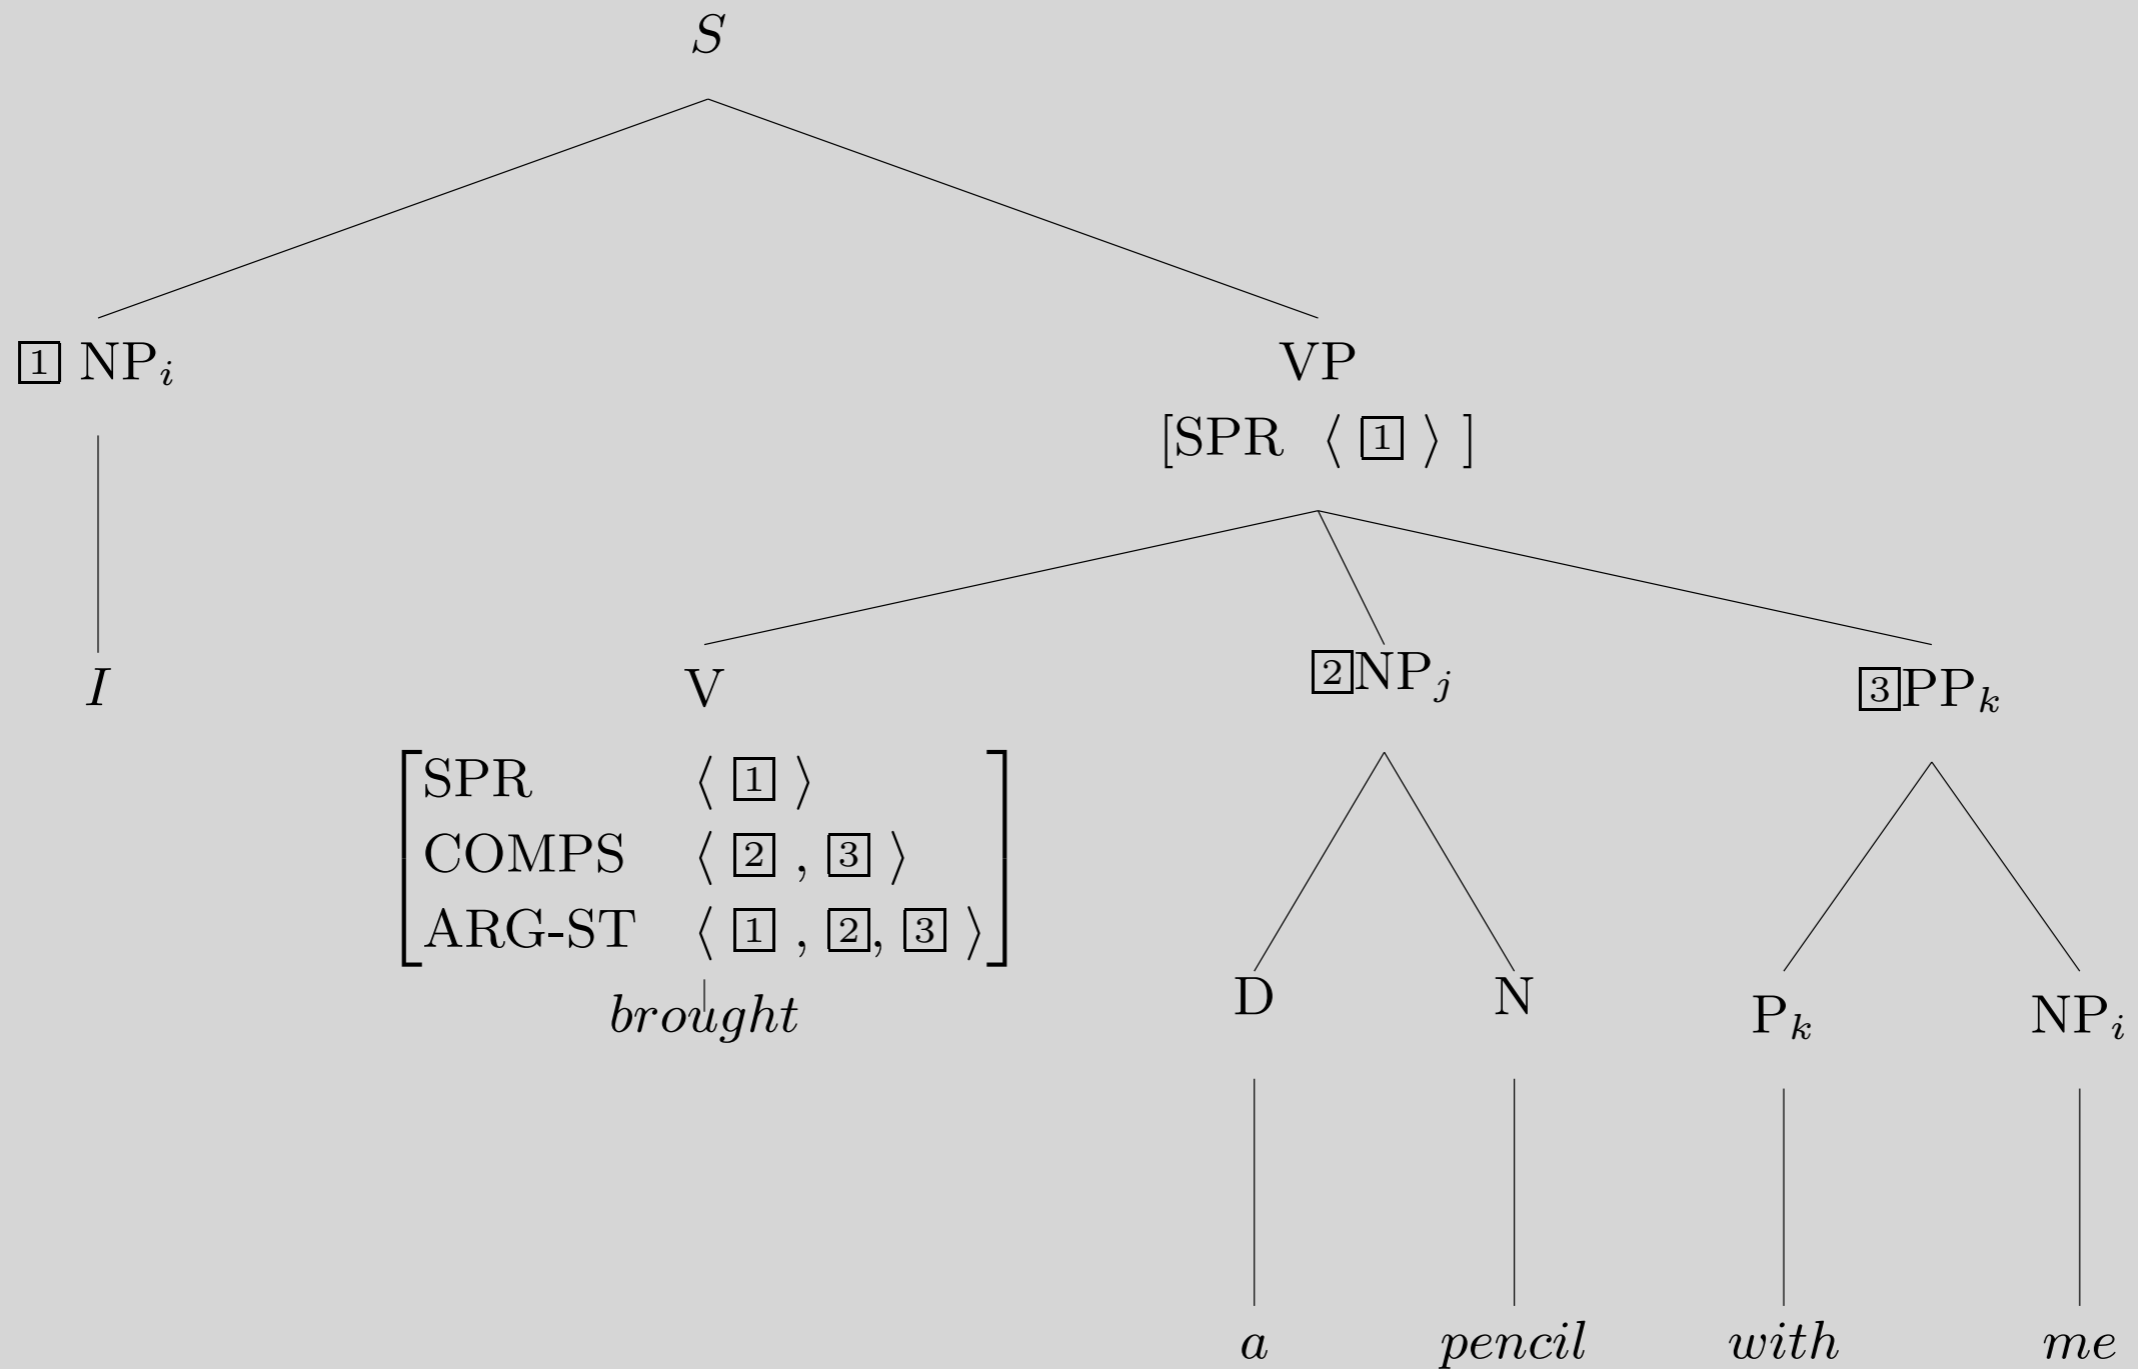 S
1 NP_i VP
[SPR ⟨ 1 ⟩ ]
I V 2NP_j 3PP_k
SPR ⟨ 1 ⟩
COMPS ⟨ 2 , 3 ⟩
ARG-ST ⟨ 1 , 2, 3 ⟩
brought D N P_k NP_i
a pencil with me